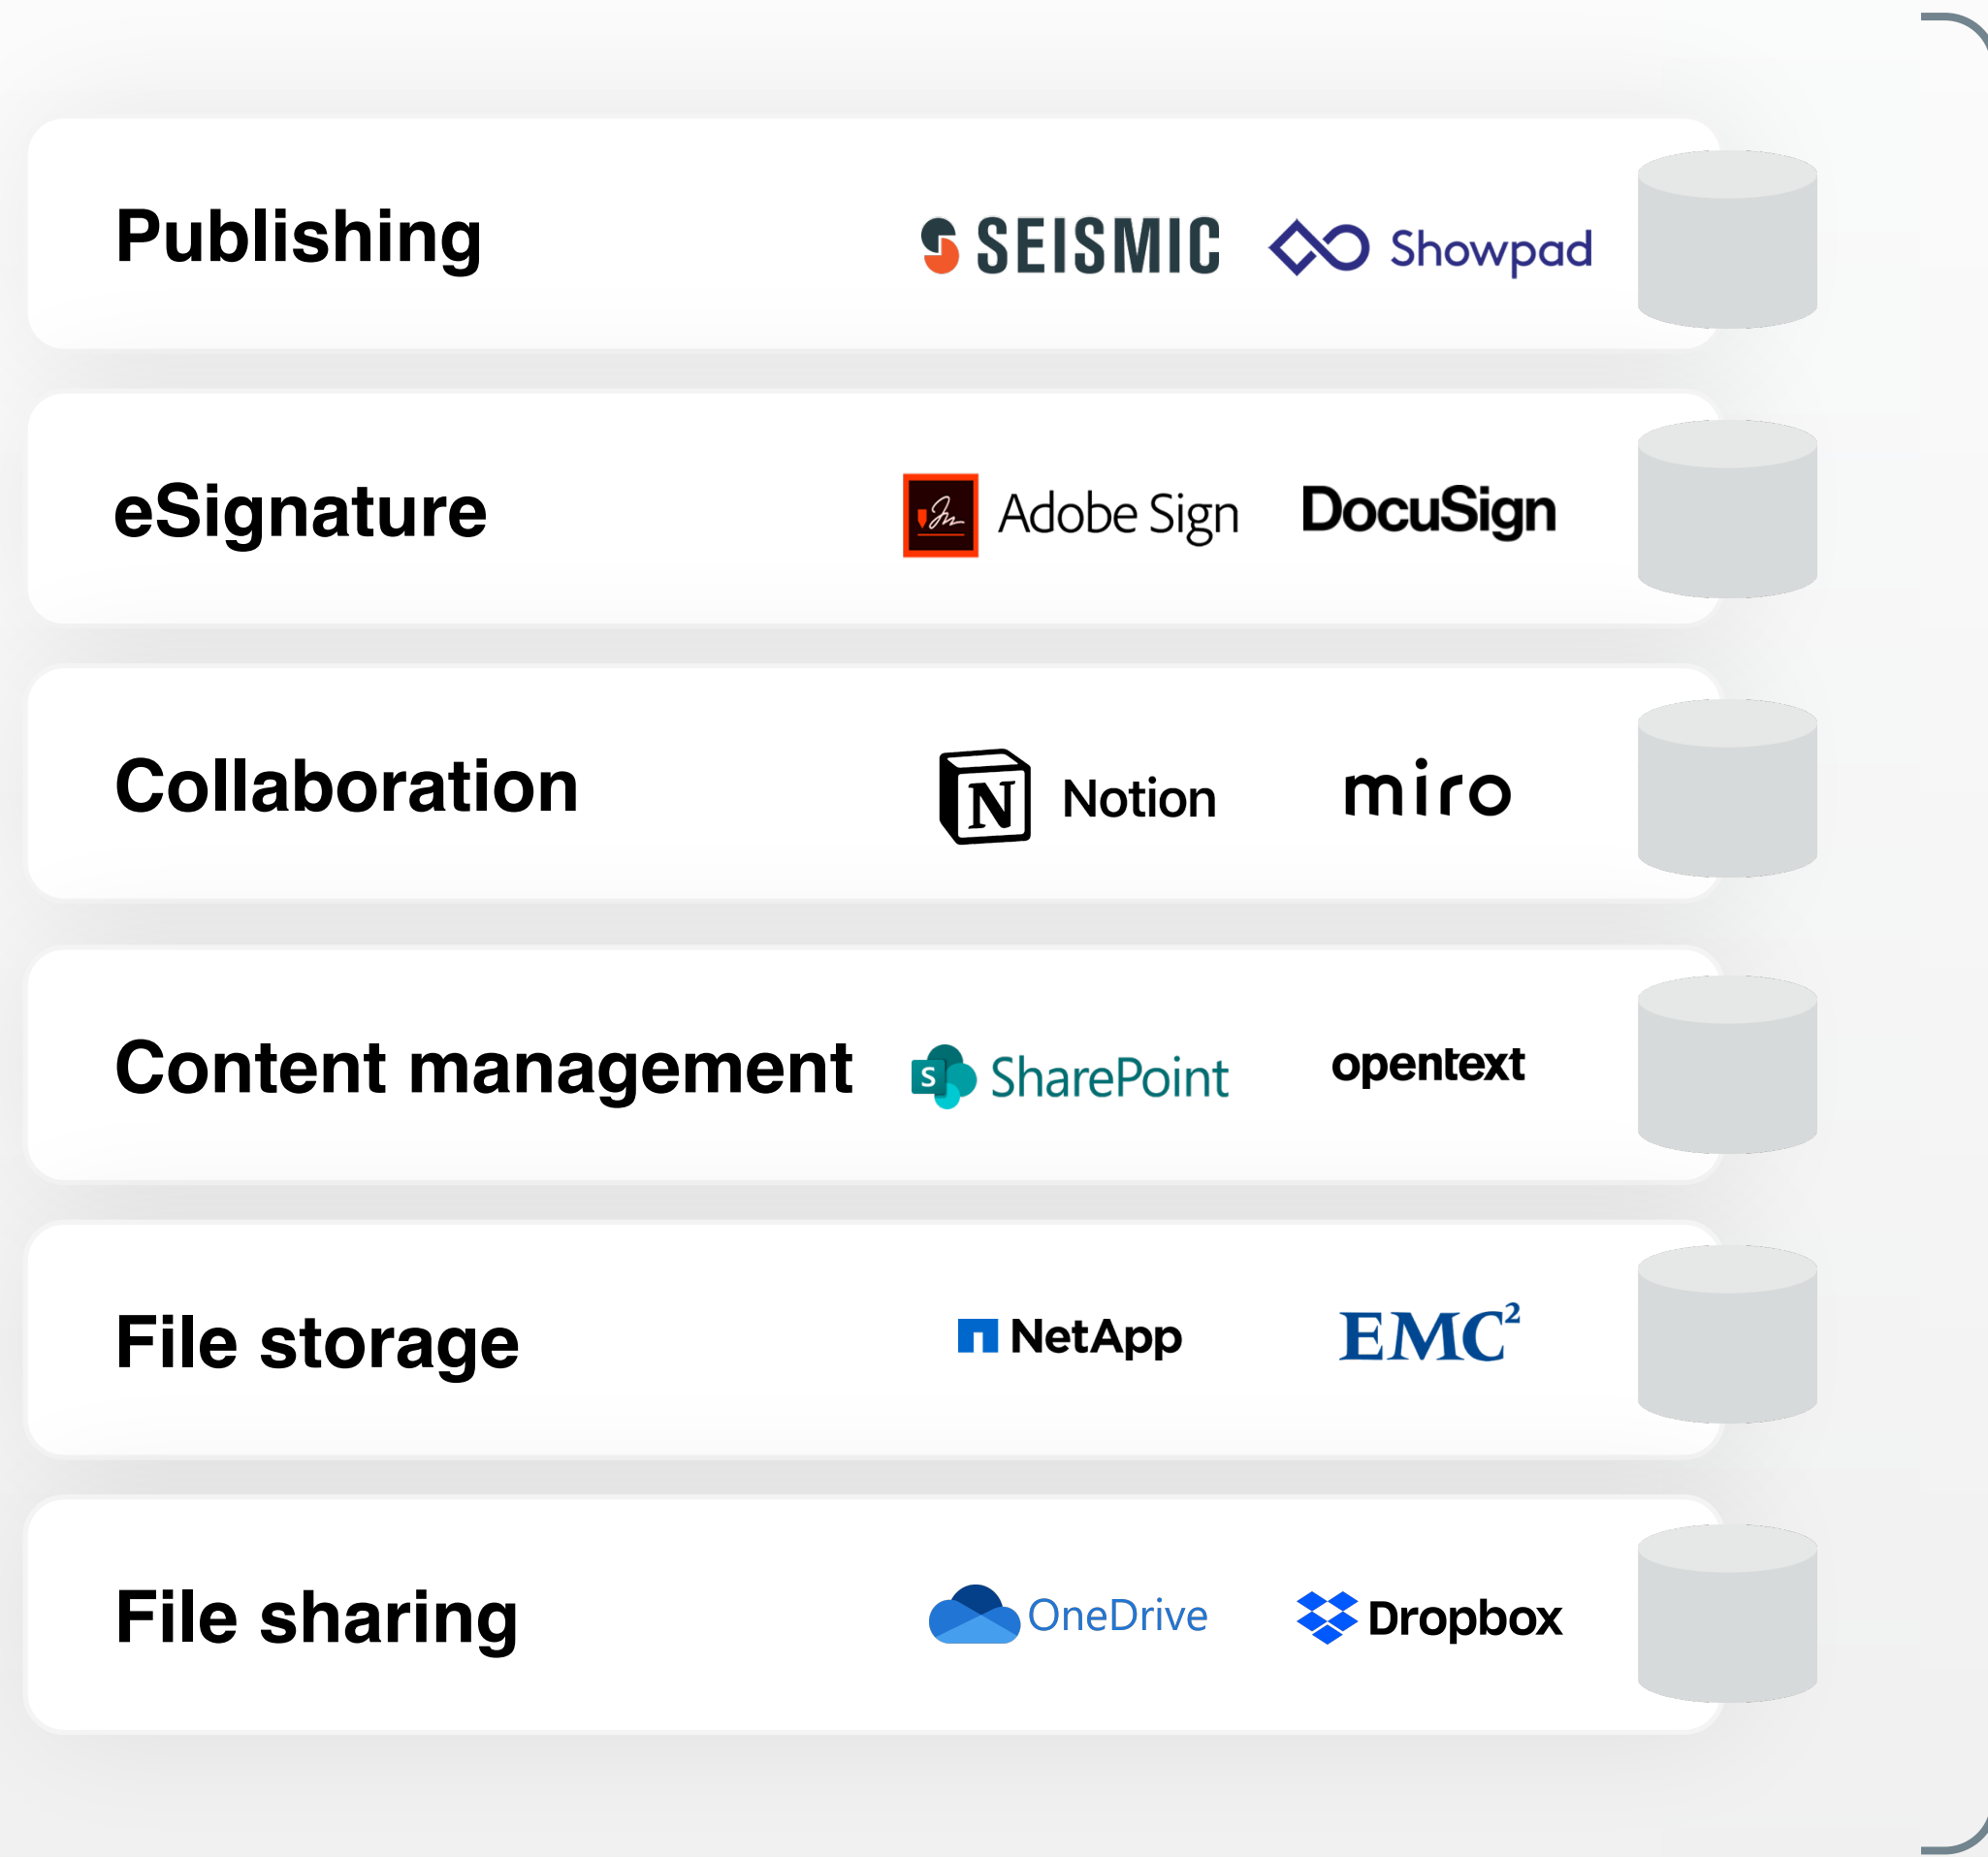 Publishing SEISMIC Showpad
eSignature Adobe Sign DocuSign
Collaboration N Notion miro
Content management S SharePoint opentext
File storage NetApp EMC²
File sharing OneDrive Dropbox